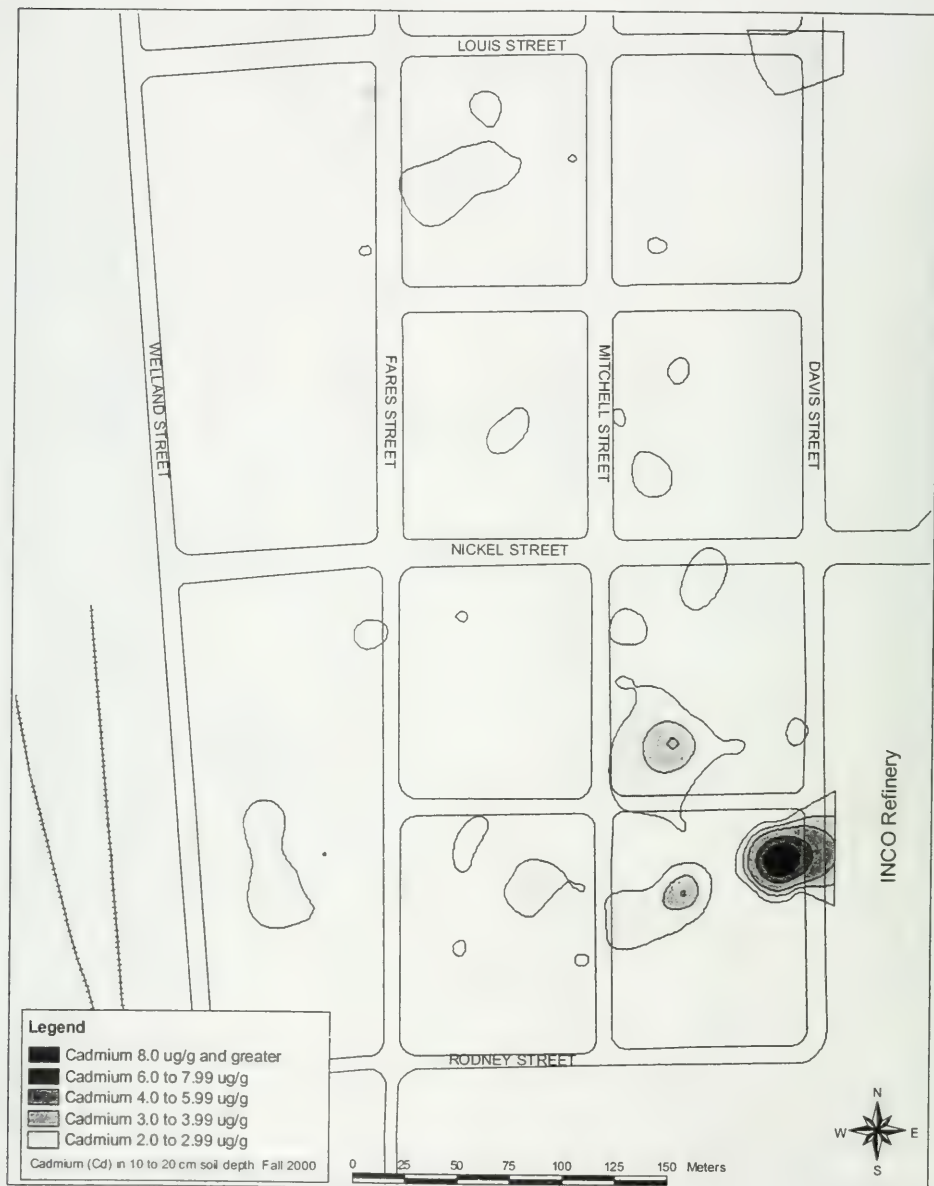 LOUIS STREET
WELLAND STREET
FARES STREET
MITCHELL STREET
DAVIS STREET
NICKEL STREET
INCO Refinery
RODNEY STREET
Legend
Cadmium 8.0 ug/g and greater
Cadmium 6.0 to 7.99 ug/g
Cadmium 4.0 to 5.99 ug/g
Cadmium 3.0 to 3.99 ug/g
Cadmium 2.0 to 2.99 ug/g
Cadmium (Cd) in 10 to 20 cm soil depth Fall 2000
0 25 50 75 100 125 150 Meters
N
W E
S